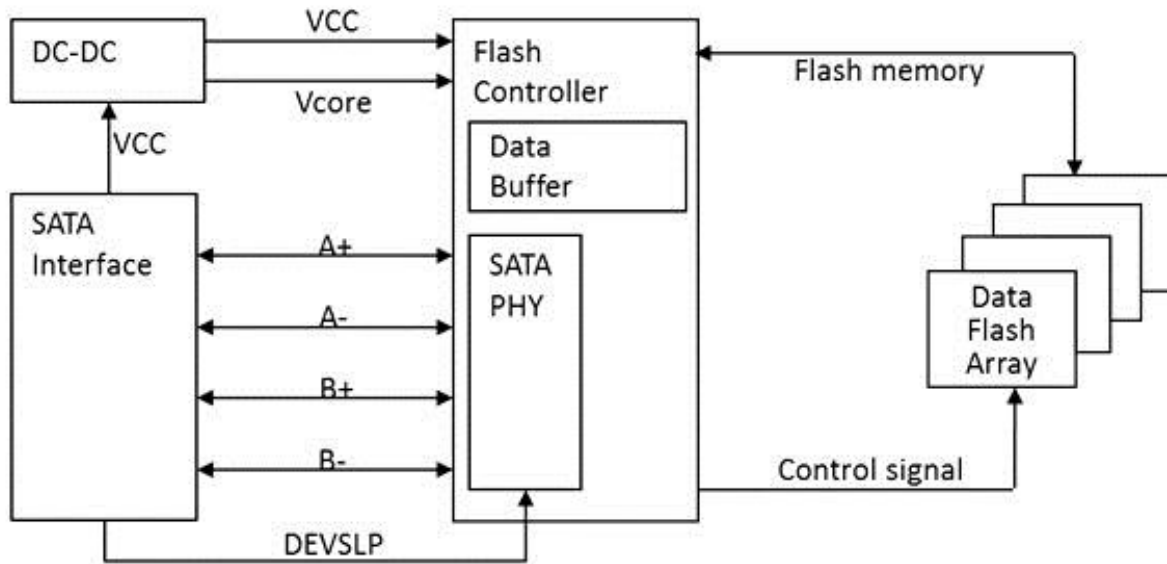 DC-DC
VCC
Vcore
VCC
Flash
Controller
Data
Buffer
Flash memory
SATA
Interface
A+
A-
B+
B-
SATA
PHY
Data
Flash
Array
Control signal
DEVSLP